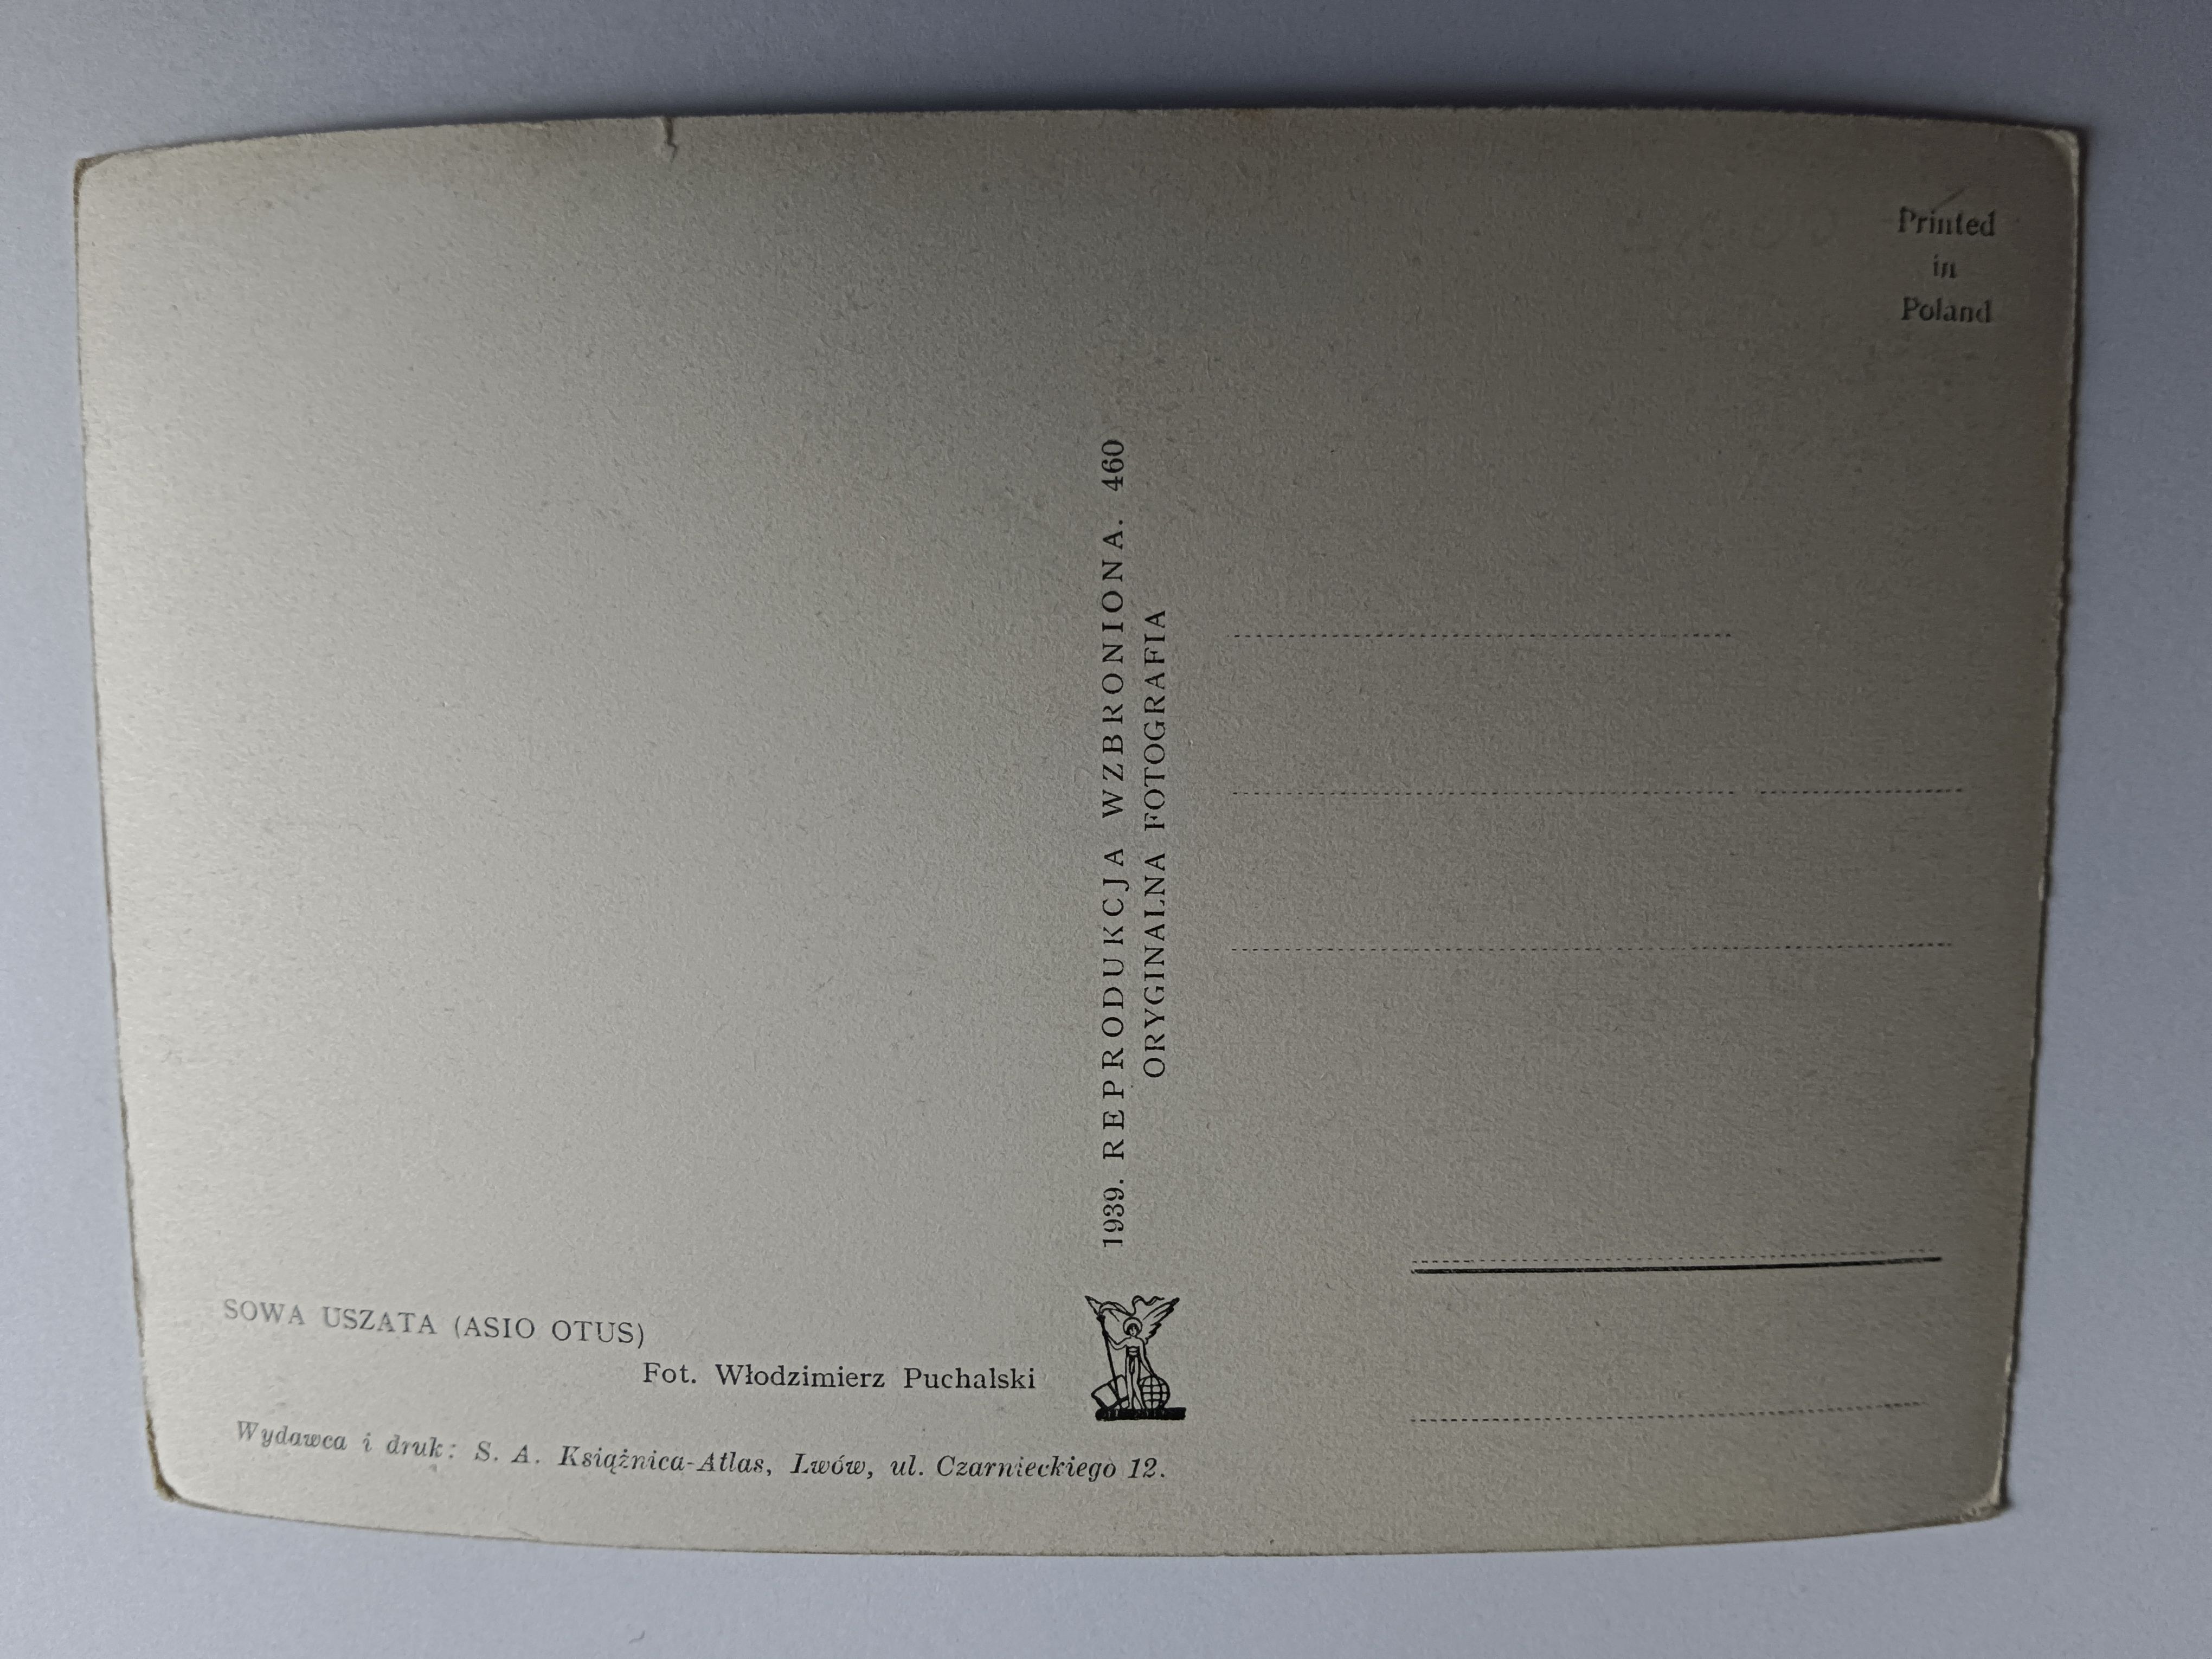 Printed
in
Poland
1939. REPRODUKCJA WZBRONIONA. 460
ORYGINALNA FOTOGRAFIA
SOWA USZATA (ASIO OTUS)
Fot. Włodzimierz Puchalski
Wydawca i druk: S. A. Książnica-Atlas, Lwów, ul. Czarnieckiego 12.